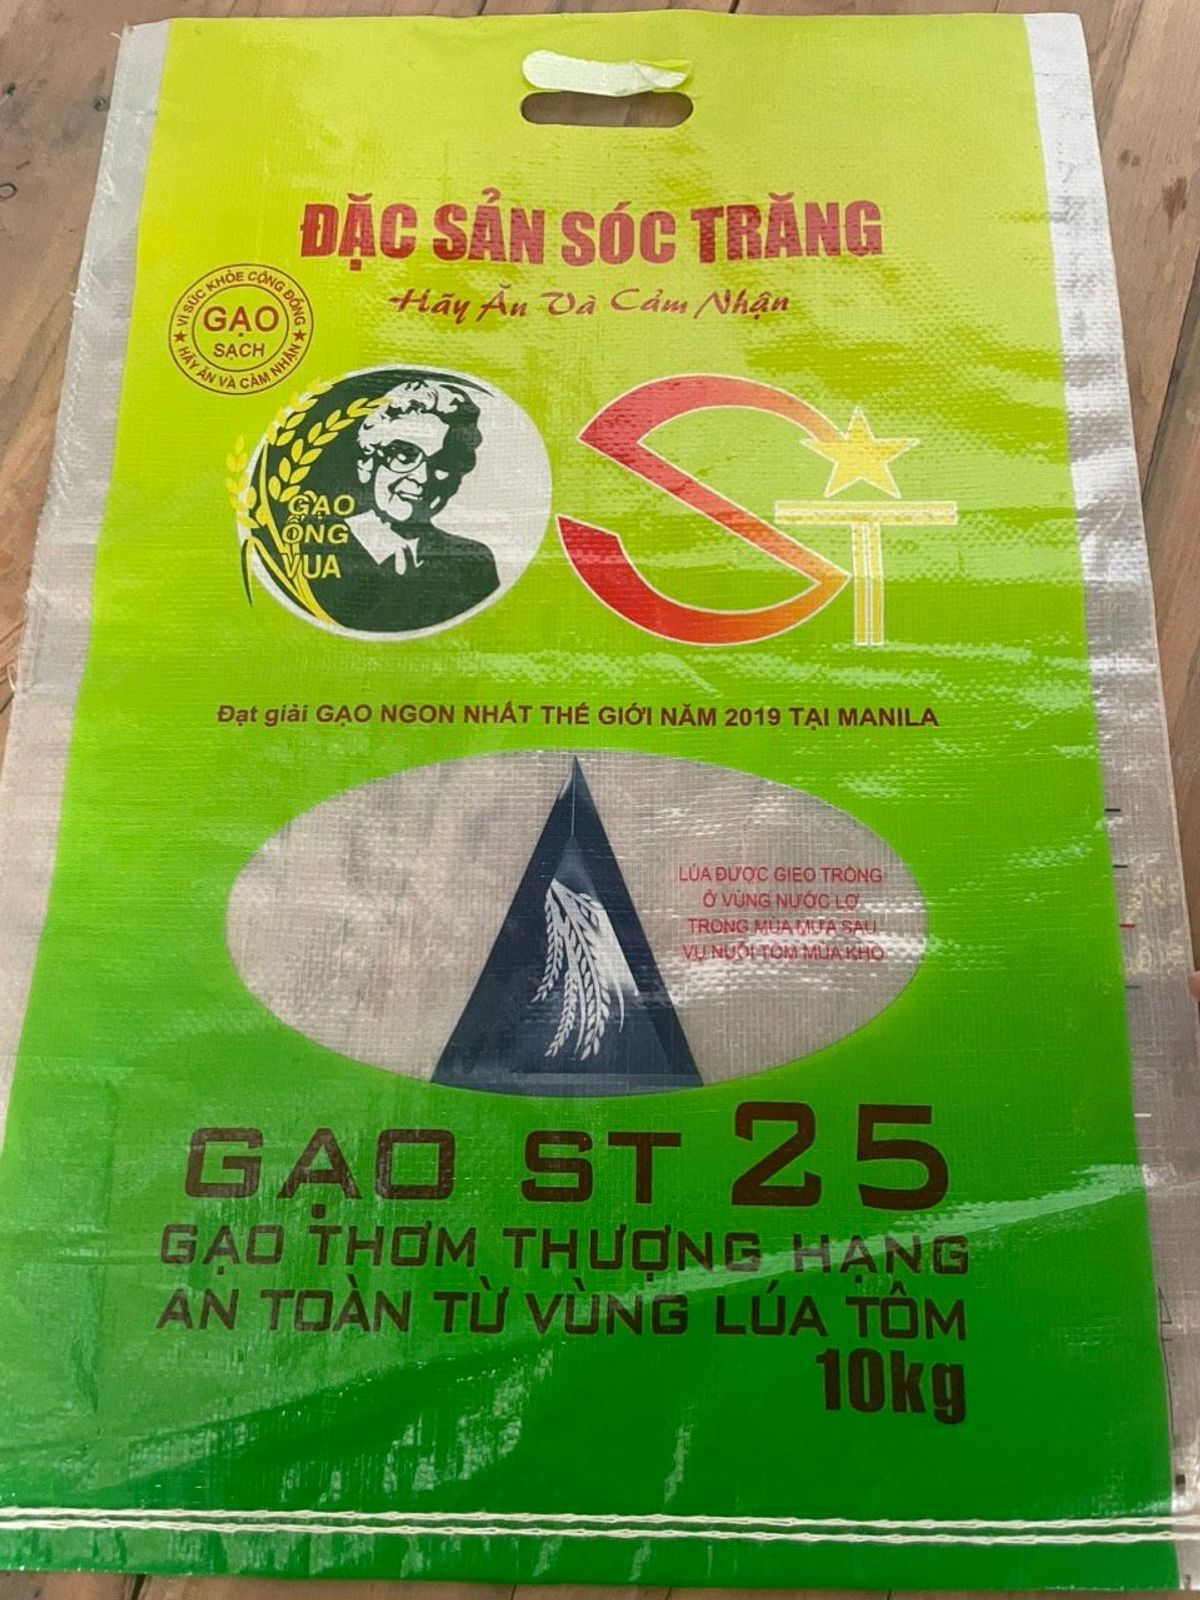 ĐẶC SẢN SÓC TRĂNG
Hãy Ăn Và Cảm Nhận
VÌ SỨC KHỎE CỘNG ĐỒNG
GẠO
SẠCH
★ HÃY ĂN VÀ CẢM NHẬN ★
GẠO
ÔNG
VUA
ST
Đạt giải GẠO NGON NHẤT THẾ GIỚI NĂM 2019 TẠI MANILA
LÚA ĐƯỢC GIEO TRỒNG
Ở VÙNG NƯỚC LỢ
TRONG MÙA MƯA SAU
VỤ NUÔI TÔM MÙA KHÔ
GẠO ST 25
GẠO THƠM THƯỢNG HẠNG
AN TOÀN TỪ VÙNG LÚA TÔM
10kg